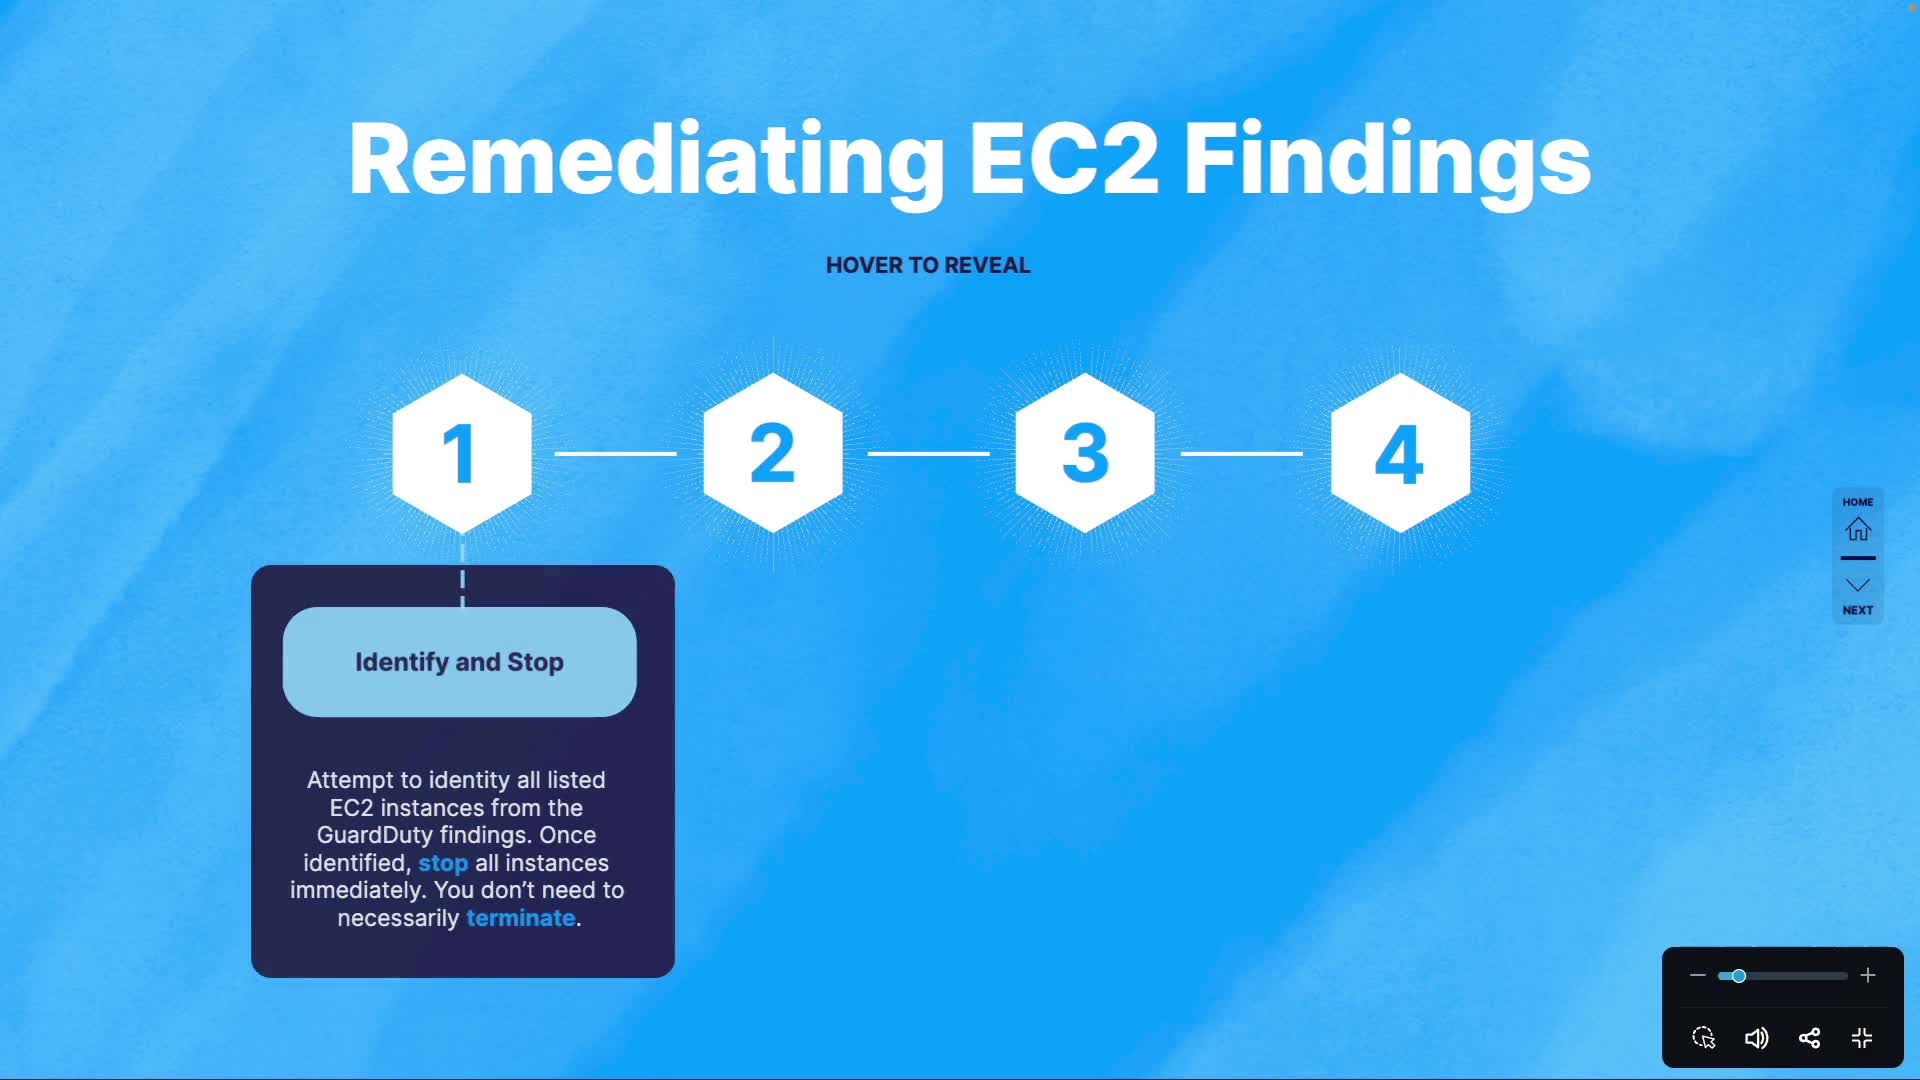 Remediating EC2 Findings
HOVER TO REVEAL
1
2
3
4
HOME
NEXT
Identify and Stop
Attempt to identity all listed
EC2 instances from the
GuardDuty findings. Once
identified, stop all instances
immediately. You don’t need to
necessarily terminate.